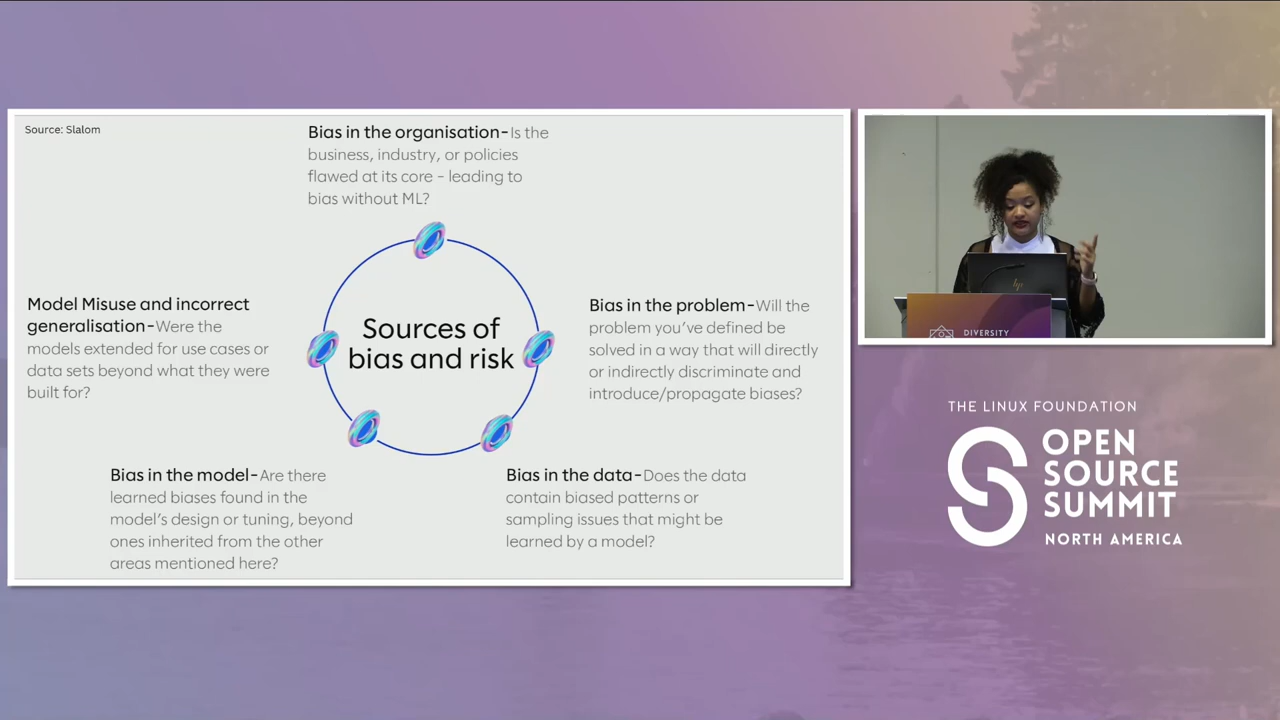 Source: Slalom
Bias in the organisation-Is the
business, industry, or policies
flawed at its core - leading to
bias without ML?
Sources of
bias and risk
Bias in the problem-Will the
problem you've defined be
solved in a way that will directly
or indirectly discriminate and
introduce/propagate biases?
Bias in the data-Does the data
contain biased patterns or
sampling issues that might be
learned by a model?
Bias in the model-Are there
learned biases found in the
model's design or tuning, beyond
ones inherited from the other
areas mentioned here?
Model Misuse and incorrect
generalisation-Were the
models extended for use cases or
data sets beyond what they were
built for?
hp
DIVERSITY
THE LINUX FOUNDATION
OPEN
SOURCE
SUMMIT
NORTH AMERICA